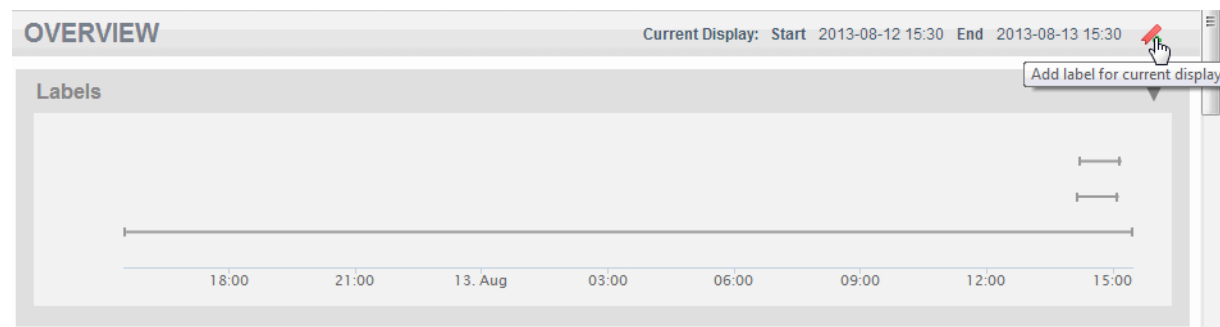 OVERVIEW
Current Display: Start 2013-08-12 15:30 End 2013-08-13 15:30
Add label for current display
Labels
18:00 21:00 13. Aug 03:00 06:00 09:00 12:00 15:00